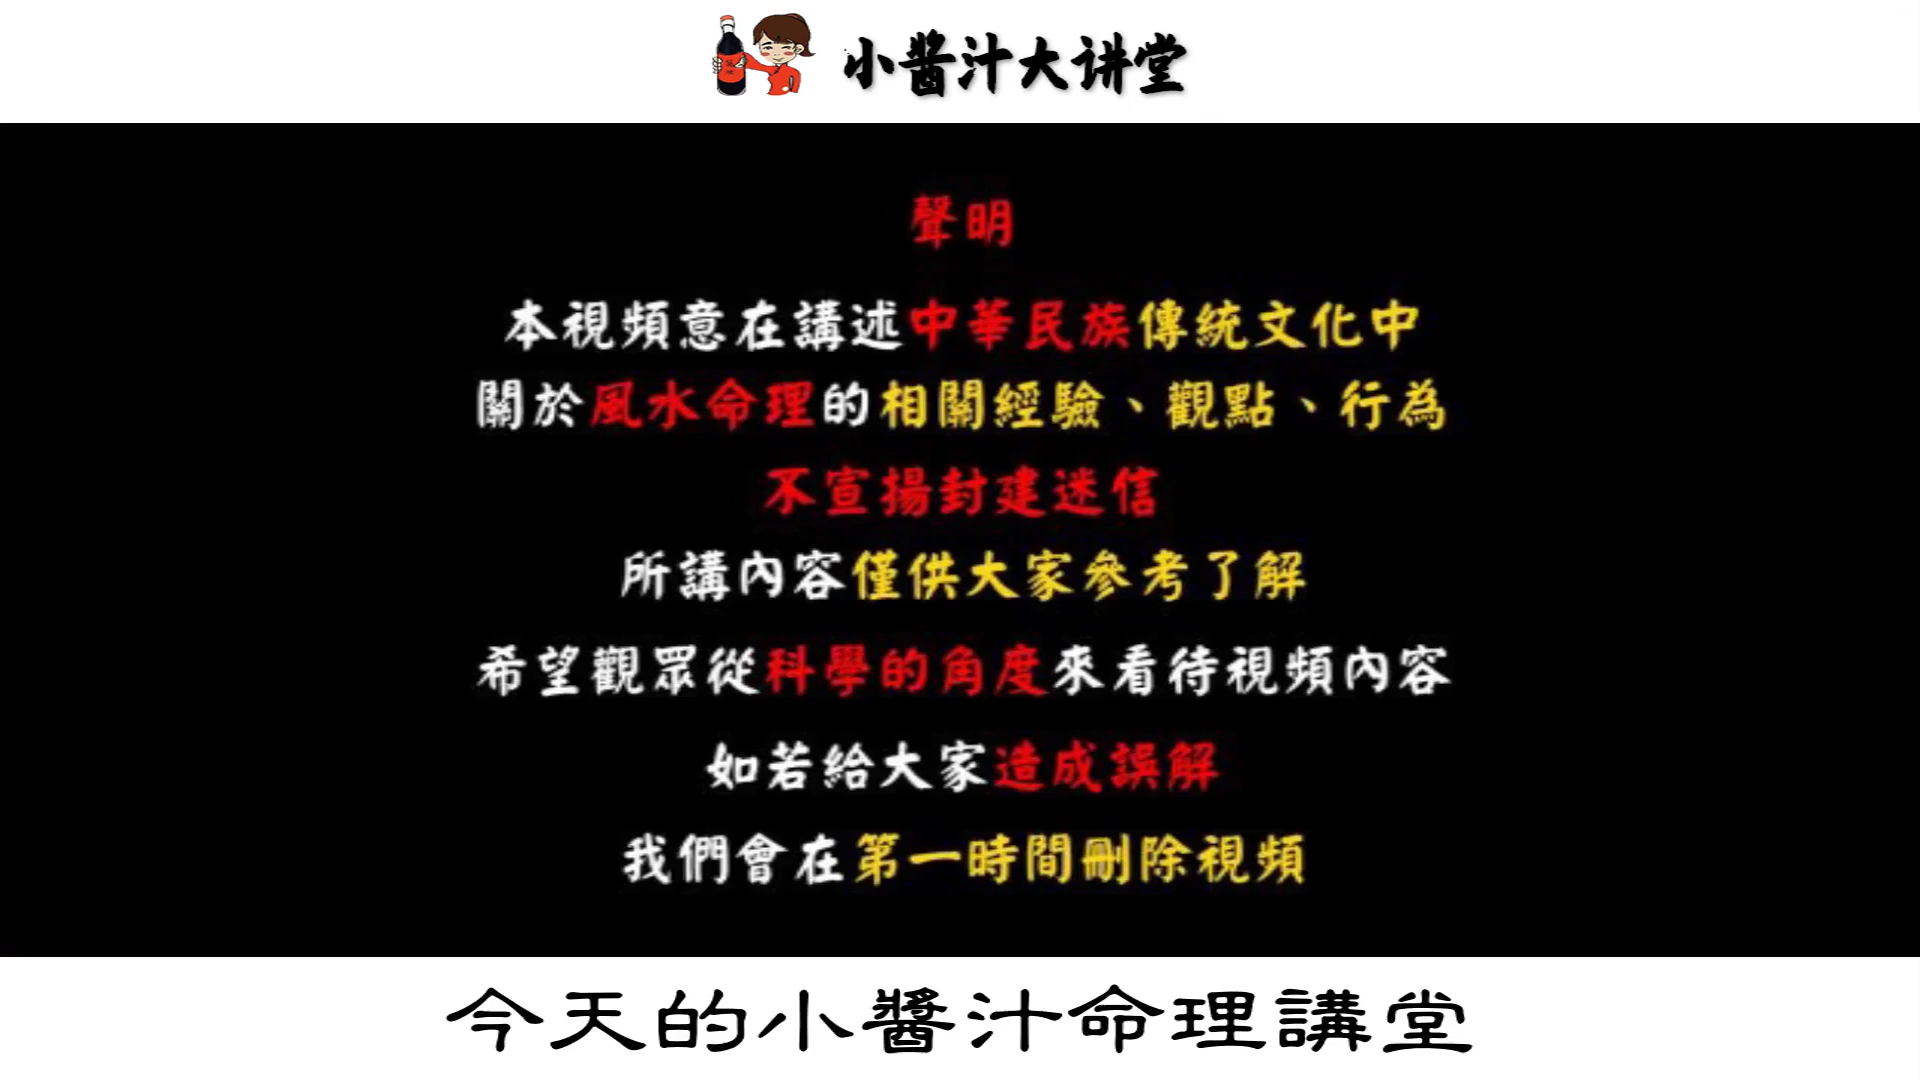 小醬汁大讲堂
聲明
本視頻意在講述中華民族傳統文化中
關於風水命理的相關經驗、觀點、行為
不宣揚封建迷信
所講內容僅供大家參考了解
希望觀眾從科學的角度來看待視頻內容
如若給大家造成誤解
我們會在第一時間刪除視頻
今天的小醬汁命理講堂